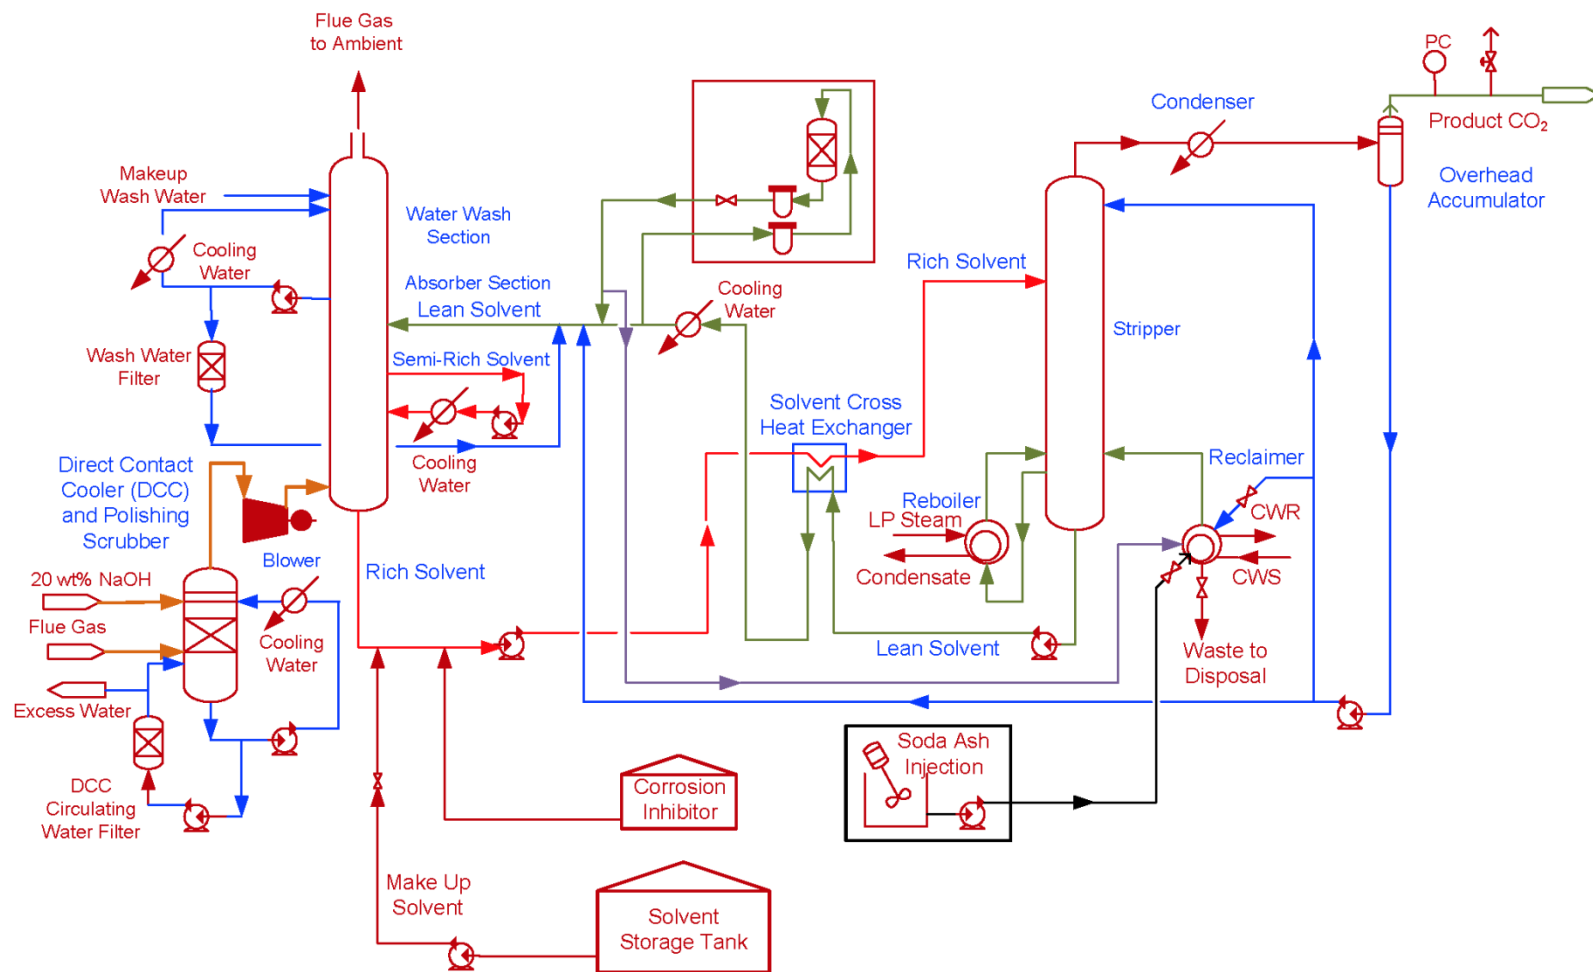 Flue Gas
to Ambient
PC
Condenser
Product CO₂
Overhead
Accumulator
Makeup
Wash Water
Water Wash
Section
Cooling
Water
Absorber Section
Lean Solvent
Cooling
Water
Rich Solvent
Stripper
Wash Water
Filter
Semi-Rich Solvent
Solvent Cross
Heat Exchanger
Cooling
Water
Direct Contact
Cooler (DCC)
and Polishing
Scrubber
Reclaimer
Reboiler
LP Steam
CWR
Condensate
CWS
Blower
Rich Solvent
20 wt% NaOH
Flue Gas
Cooling
Water
Lean Solvent
Waste to
Disposal
Excess Water
DCC
Circulating
Water Filter
Corrosion
Inhibitor
Soda Ash
Injection
Make Up
Solvent
Solvent
Storage Tank